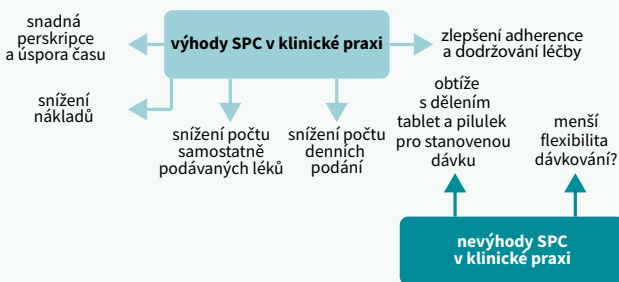 snadná
perskripce
a úspora času
výhody SPC v klinické praxi
zlepšení adherence
a dodržování léčby
snížení
nákladů
snížení počtu
samostatně
podávaných léků
snížení počtu
denních
podání
obtíže
s dělením
tablet a pilulek
pro stanovenou
dávku
menší
flexibilita
dávkování?
nevýhody SPC
v klinické praxi